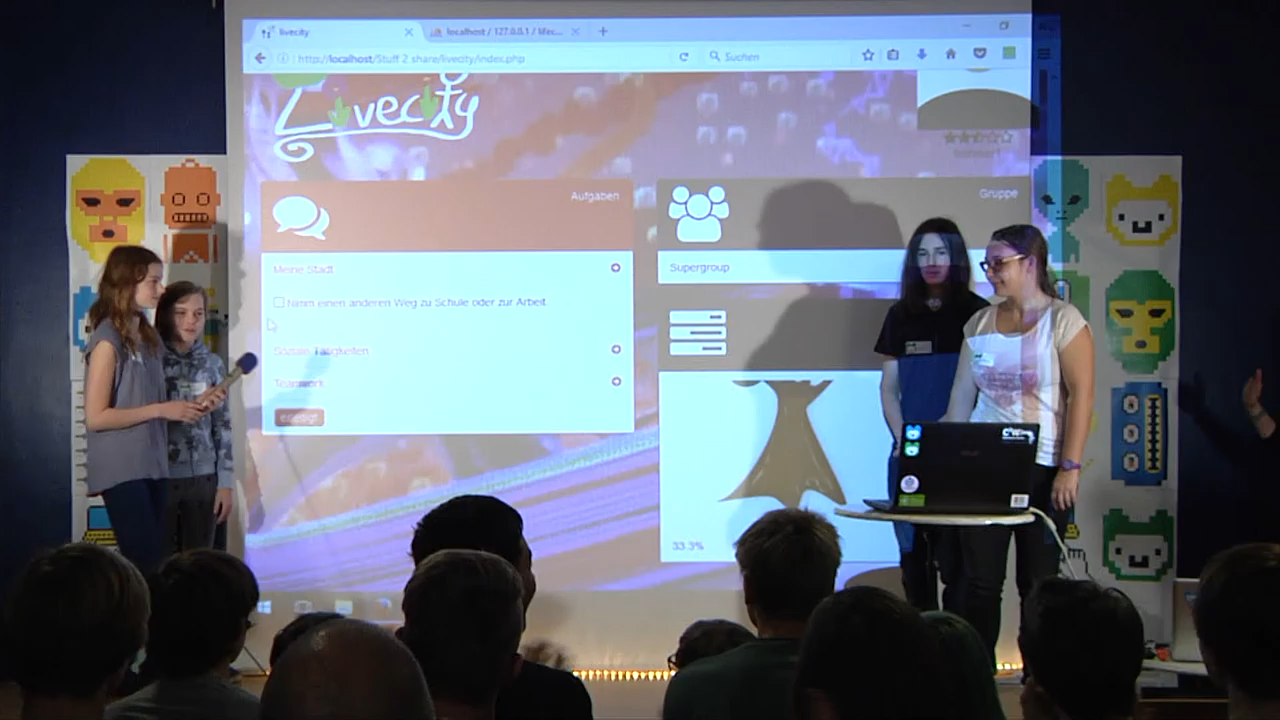 livecity
localhost / 127.0.0.1 / livec...
http://localhost/Stuff 2 share/livecity/index.php
Suchen
Livecity
Aufgaben
Gruppe
Meine Stadt
Supergroup
Nimm einen anderen Weg zu Schule oder zur Arbeit
Soziale Tätigkeiten
Teamwork
erledigt
33.3%